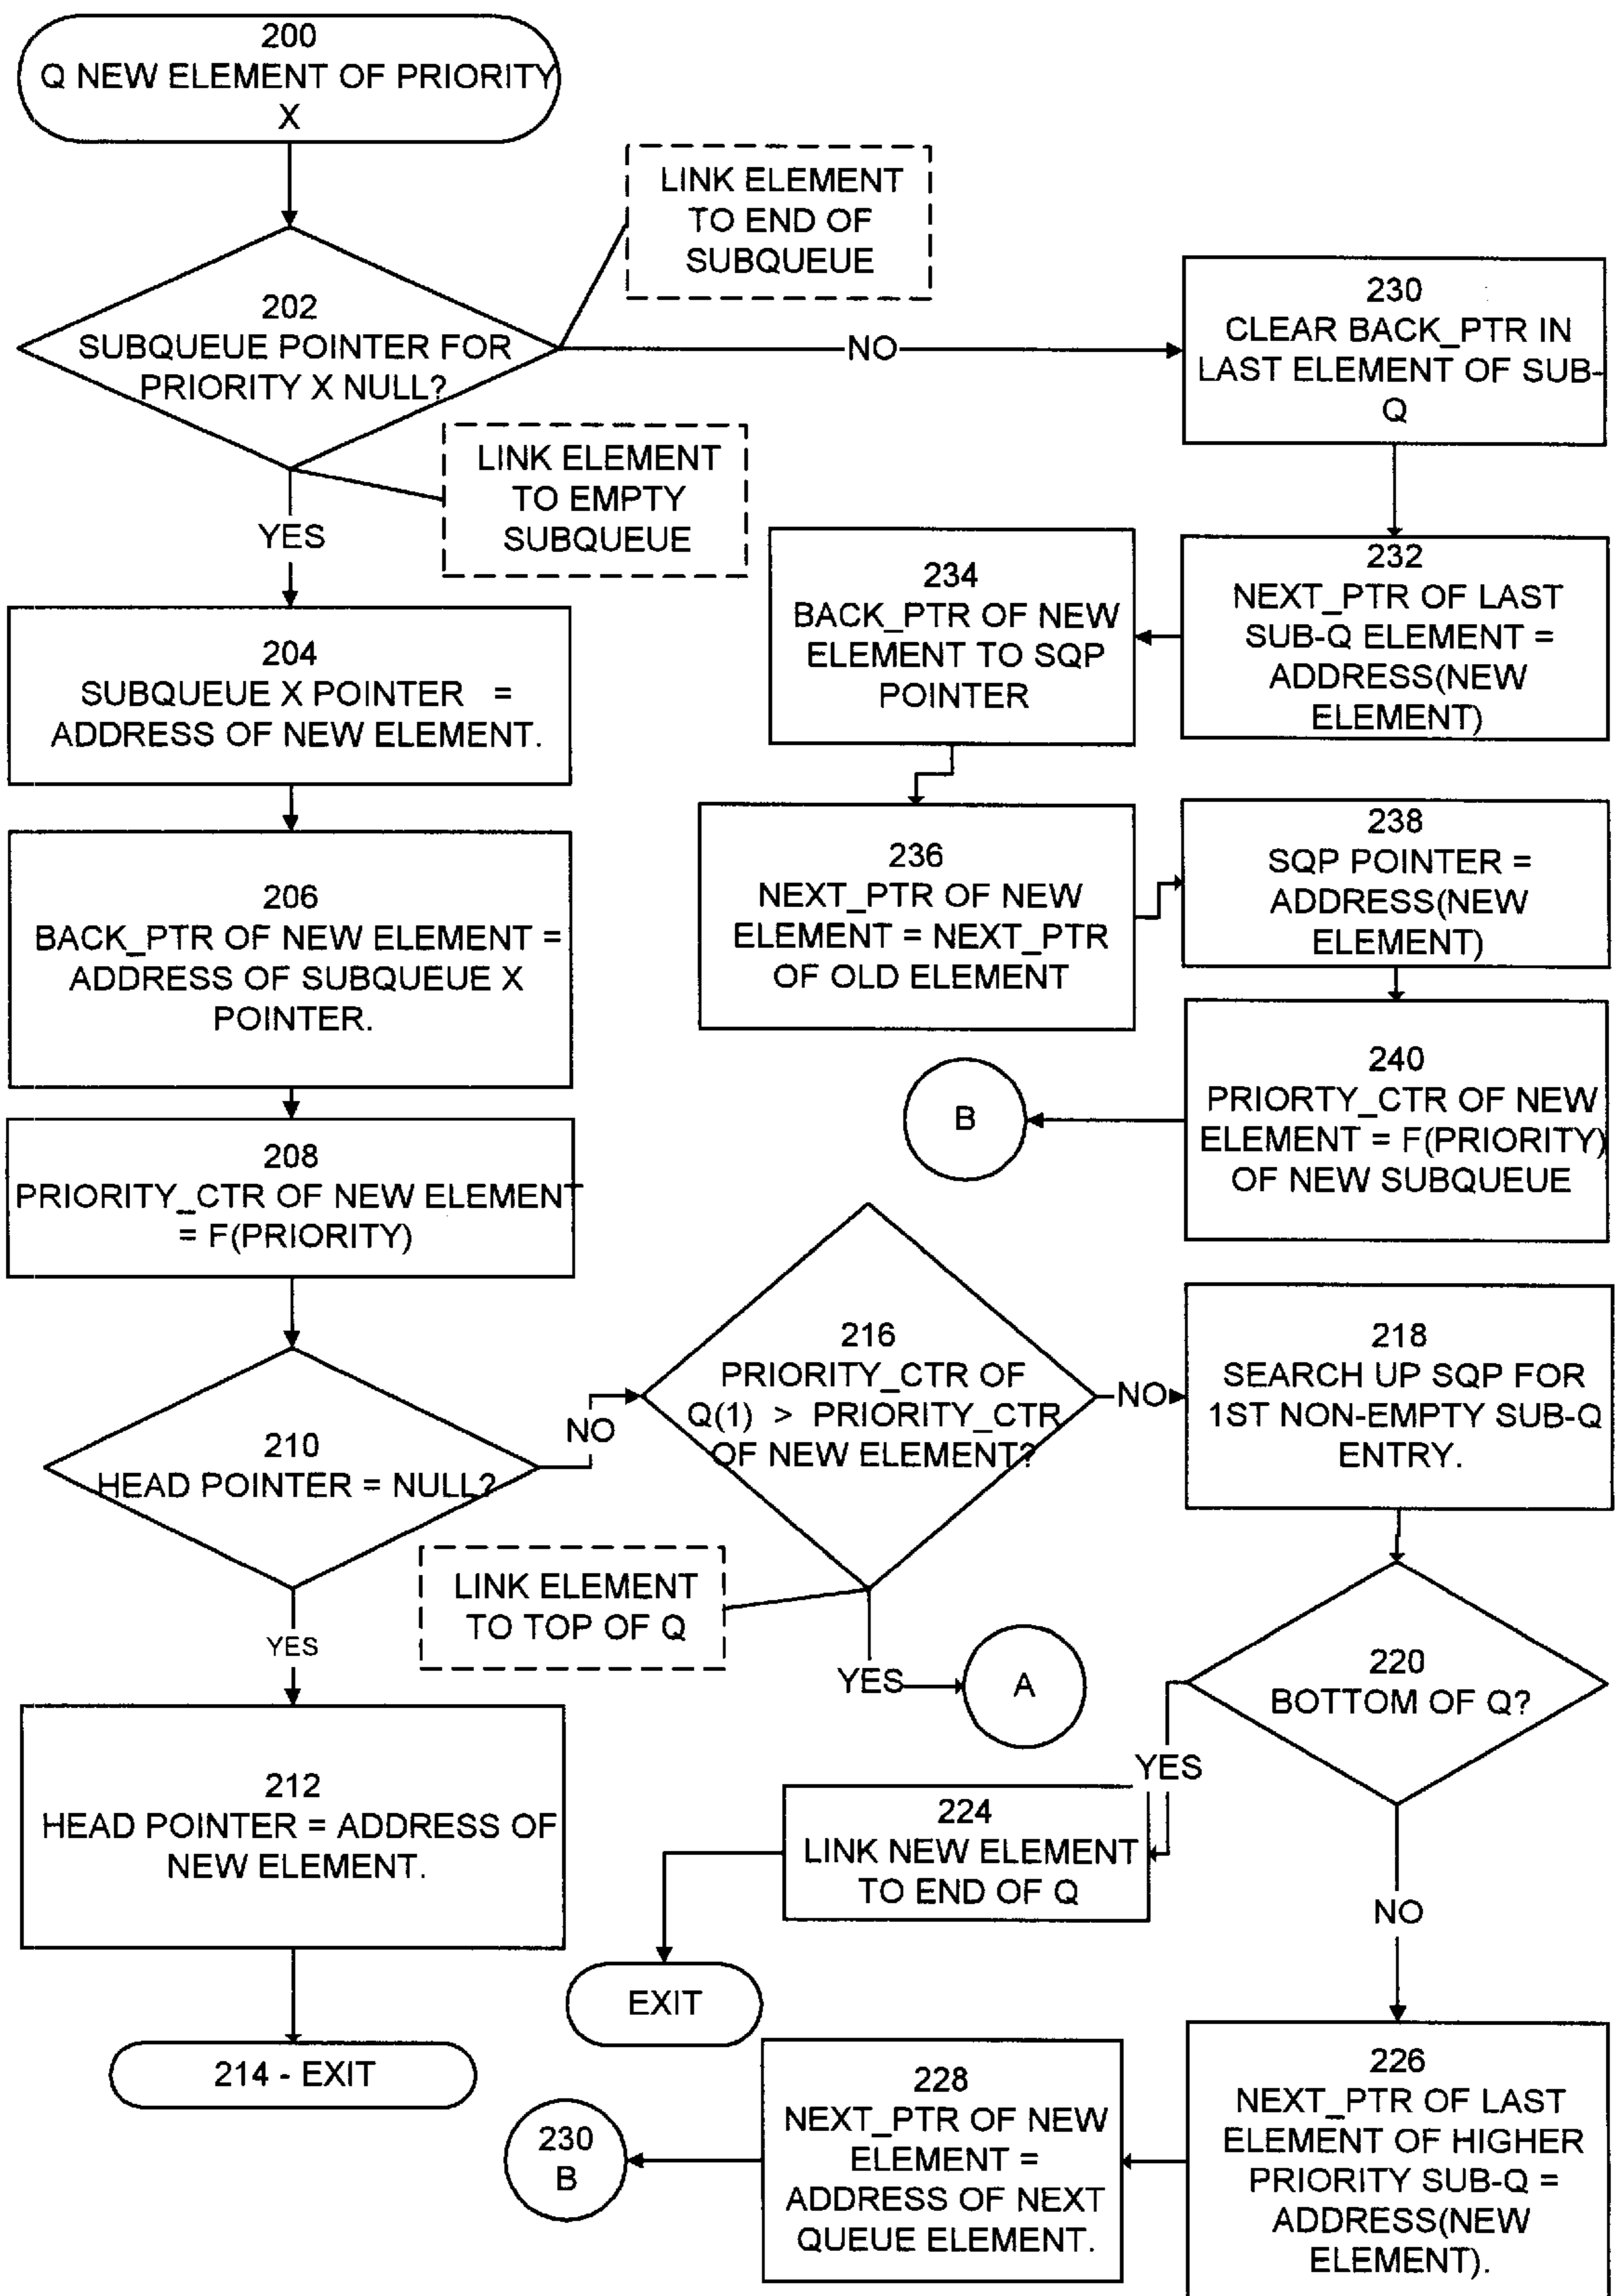 200
Q NEW ELEMENT OF PRIORITY
X
LINK ELEMENT
TO END OF
SUBQUEUE
202
SUBQUEUE POINTER FOR
PRIORITY X NULL?
NO
230
CLEAR BACK_PTR IN
LAST ELEMENT OF SUB-
Q
LINK ELEMENT
TO EMPTY
SUBQUEUE
YES
232
NEXT_PTR OF LAST
SUB-Q ELEMENT =
ADDRESS(NEW
ELEMENT)
234
BACK_PTR OF NEW
ELEMENT TO SQP
POINTER
204
SUBQUEUE X POINTER =
ADDRESS OF NEW ELEMENT.
236
NEXT_PTR OF NEW
ELEMENT = NEXT_PTR
OF OLD ELEMENT
238
SQP POINTER =
ADDRESS(NEW
ELEMENT)
206
BACK_PTR OF NEW ELEMENT =
ADDRESS OF SUBQUEUE X
POINTER.
240
PRIORTY_CTR OF NEW
ELEMENT = F(PRIORITY)
OF NEW SUBQUEUE
B
208
PRIORITY_CTR OF NEW ELEMENT
= F(PRIORITY)
210
HEAD POINTER = NULL?
NO
216
PRIORITY_CTR OF
Q(1) > PRIORITY_CTR
OF NEW ELEMENT?
NO
218
SEARCH UP SQP FOR
1ST NON-EMPTY SUB-Q
ENTRY.
LINK ELEMENT
TO TOP OF Q
YES
YES
A
220
BOTTOM OF Q?
YES
212
HEAD POINTER = ADDRESS OF
NEW ELEMENT.
224
LINK NEW ELEMENT
TO END OF Q
NO
EXIT
214 - EXIT
226
NEXT_PTR OF LAST
ELEMENT OF HIGHER
PRIORITY SUB-Q =
ADDRESS(NEW
ELEMENT).
228
NEXT_PTR OF NEW
ELEMENT =
ADDRESS OF NEXT
QUEUE ELEMENT.
230
B